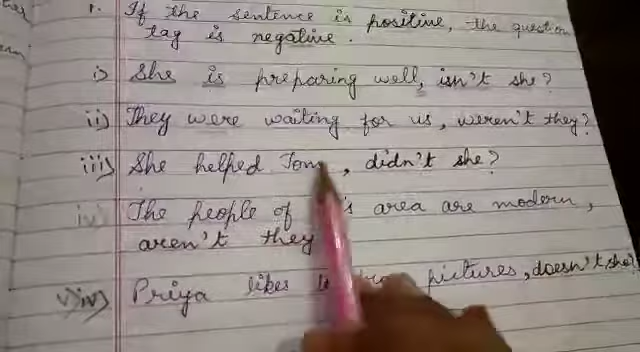 1. If the sentence is positive, the question
tag is negative.
i) She is preparing well, isn't she?
ii) They were waiting for us, weren't they?
iii) She helped Tom, didn't she?
iv) The people of area are modern,
aren't they
v) Priya likes pictures, doesn't she?